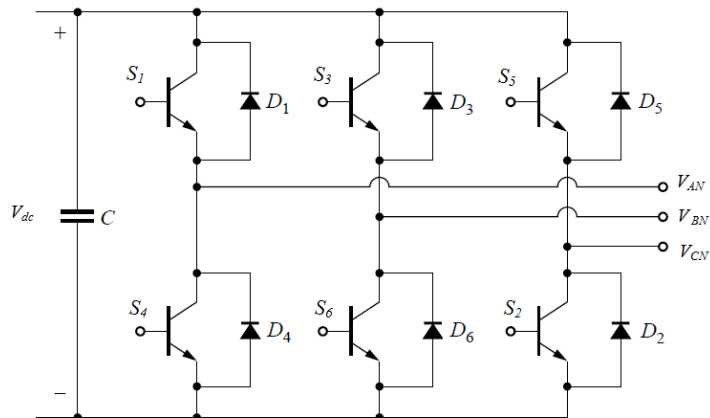 +
S1
D1
S3
D3
S5
D5
VAN
Vdc
C
VBN
VCN
S4
D4
S6
D6
S2
D2
−